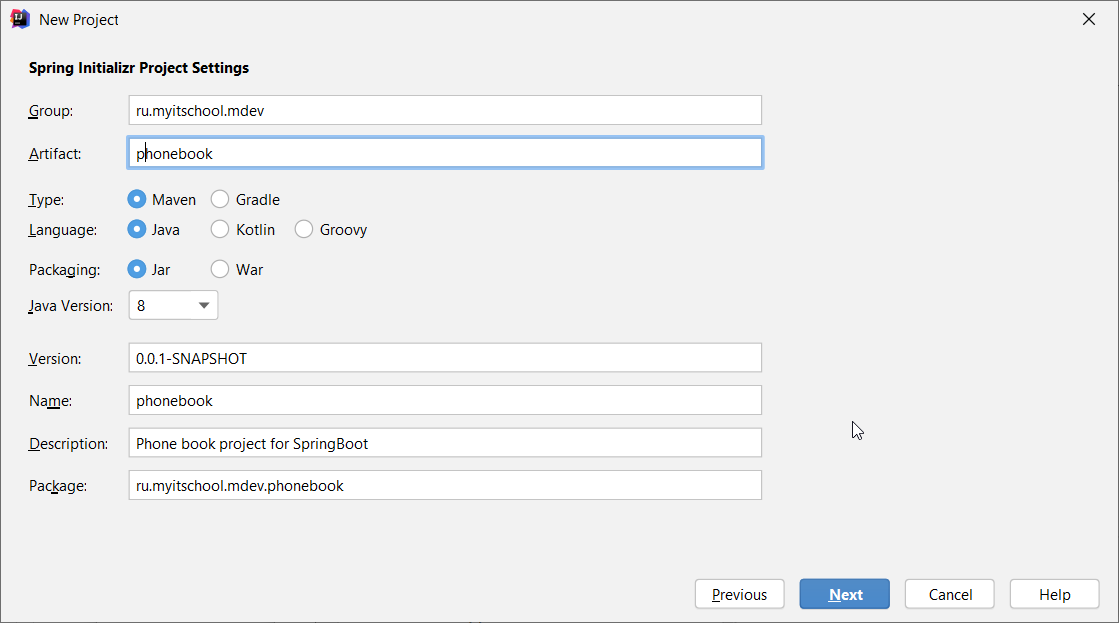 New Project
Spring Initializr Project Settings
Group: ru.myitschool.mdev
Artifact: phonebook
Type: Maven Gradle
Language: Java Kotlin Groovy
Packaging: Jar War
Java Version: 8
Version: 0.0.1-SNAPSHOT
Name: phonebook
Description: Phone book project for SpringBoot
Package: ru.myitschool.mdev.phonebook
Previous Next Cancel Help